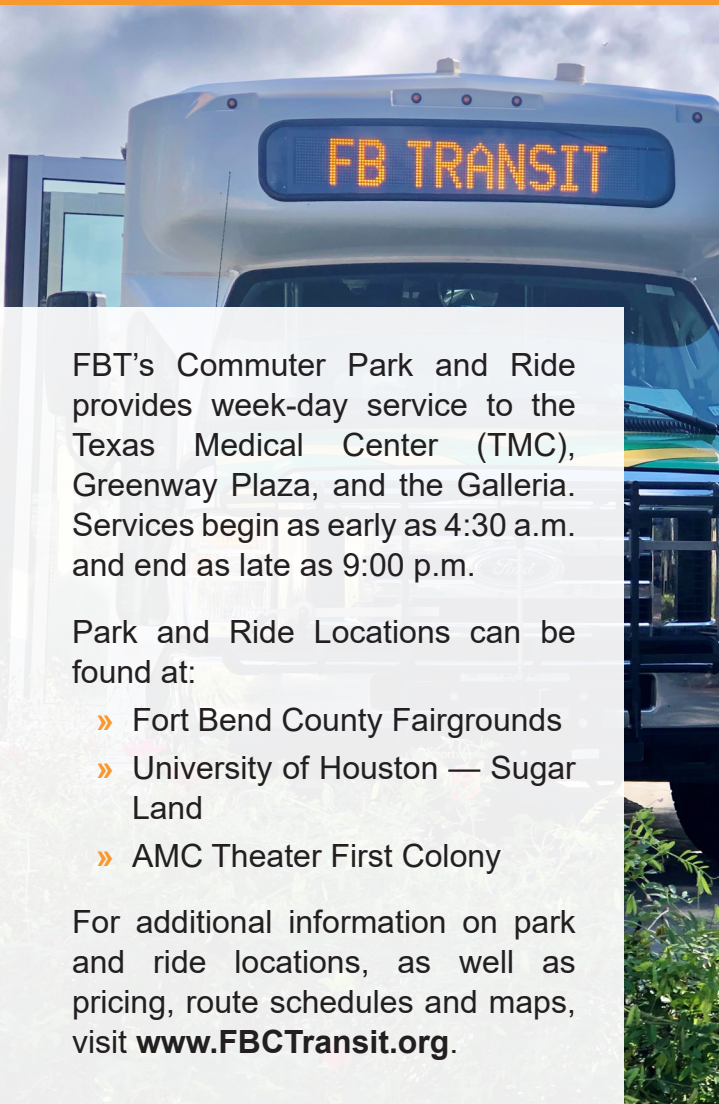 FB TRANSIT
FBT’s Commuter Park and Ride
provides week-day service to the
Texas Medical Center (TMC),
Greenway Plaza, and the Galleria.
Services begin as early as 4:30 a.m.
and end as late as 9:00 p.m.
Park and Ride Locations can be
found at:
» Fort Bend County Fairgrounds
» University of Houston — Sugar
Land
» AMC Theater First Colony
For additional information on park
and ride locations, as well as
pricing, route schedules and maps,
visit www.FBCTransit.org.
Ford